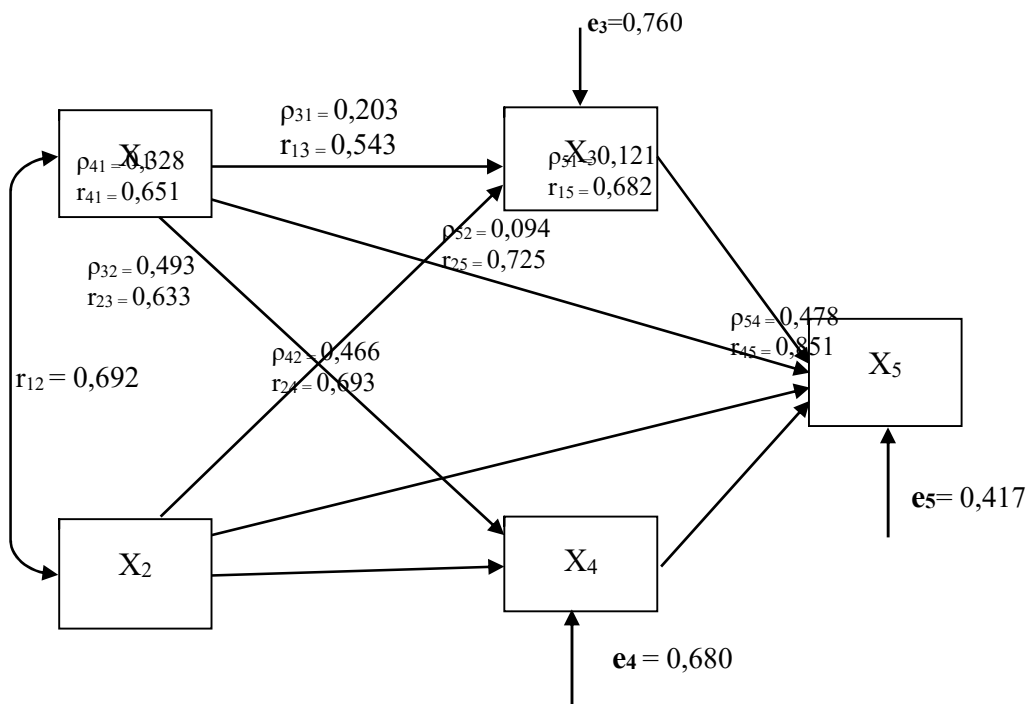 e3=0,760
ρ31 = 0,203
r13 = 0,543
X1
ρ41 = 0,328
r41 = 0,651
X3
ρ51 = 0,121
r15 = 0,682
ρ52 = 0,094
r25 = 0,725
ρ32 = 0,493
r23 = 0,633
ρ54 = 0,478
r45 = 0,851
ρ42 = 0,466
r24 = 0,693
r12 = 0,692
X5
e5= 0,417
X2
X4
e4 = 0,680